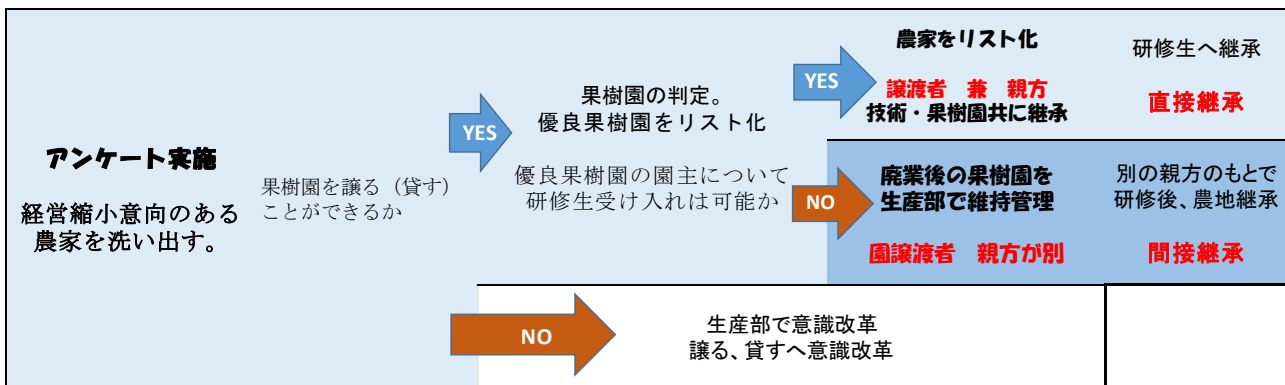 アンケート実施
経営縮小意向のある
農家を洗い出す。
果樹園を譲る（貸す）
ことができるか
YES
果樹園の判定。
優良果樹園をリスト化
優良果樹園の園主について
研修生受け入れは可能か
YES
農家をリスト化
譲渡者　兼　親方
技術・果樹園共に継承
研修生へ継承
直接継承
NO
廃業後の果樹園を
生産部で維持管理
園譲渡者　親方が別
別の親方のもとで
研修後、農地継承
間接継承
NO
生産部で意識改革
譲る、貸すへ意識改革